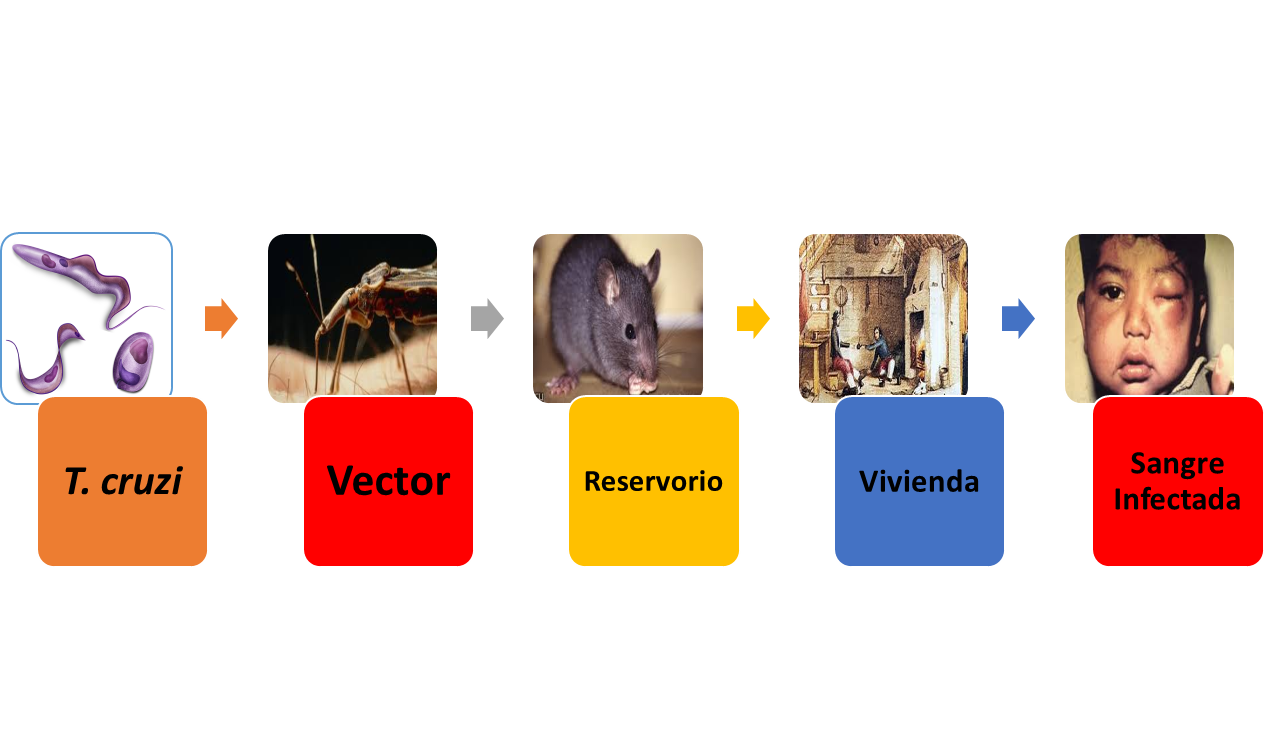 T. cruzi
Vector
Reservorio
Vivienda
Sangre
Infectada